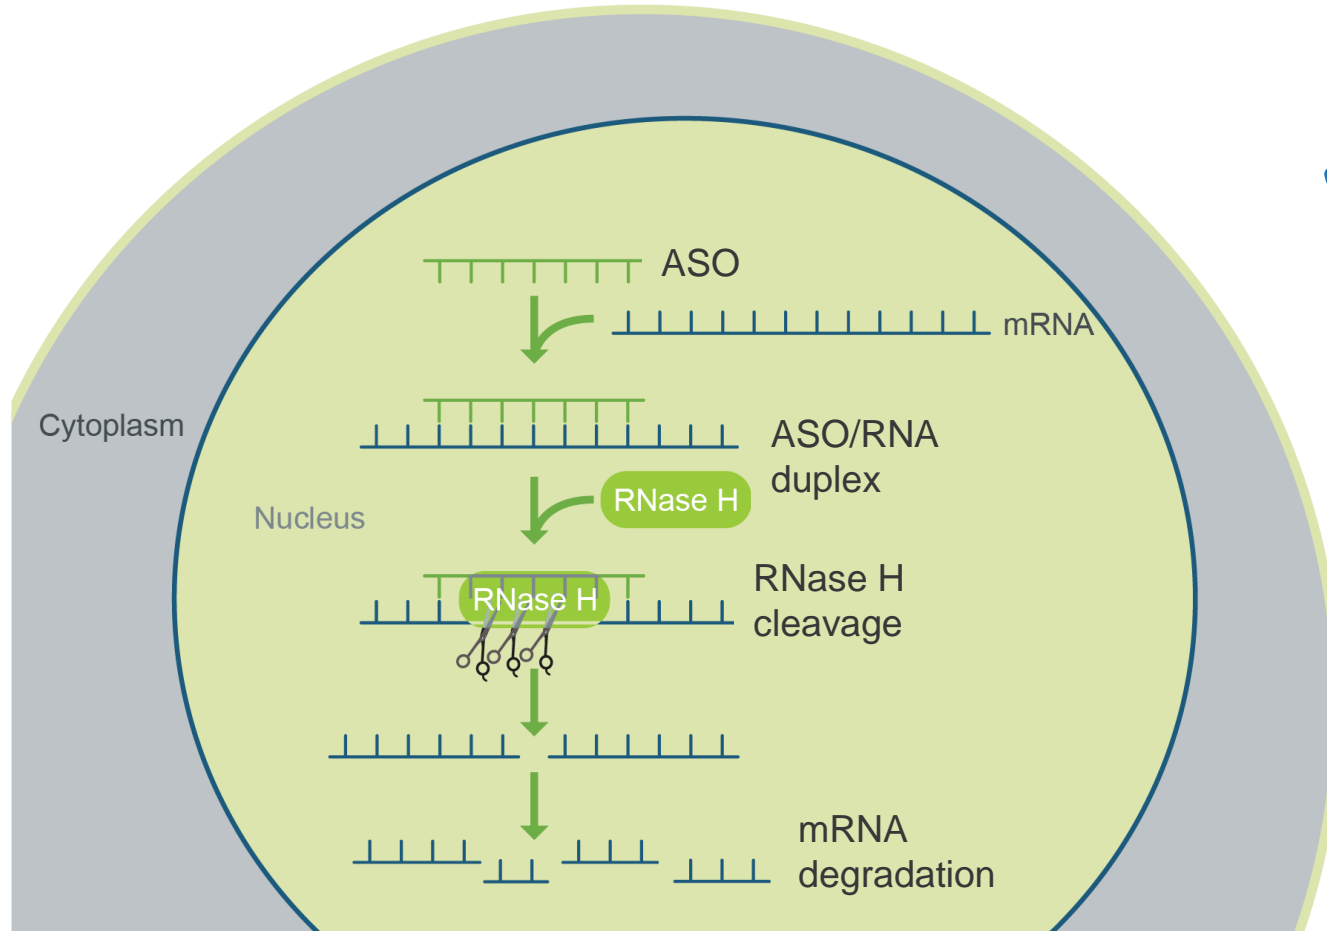 ASO
mRNA
Cytoplasm
ASO/RNA
duplex
RNase H
Nucleus
RNase H
RNase H
cleavage
mRNA
degradation